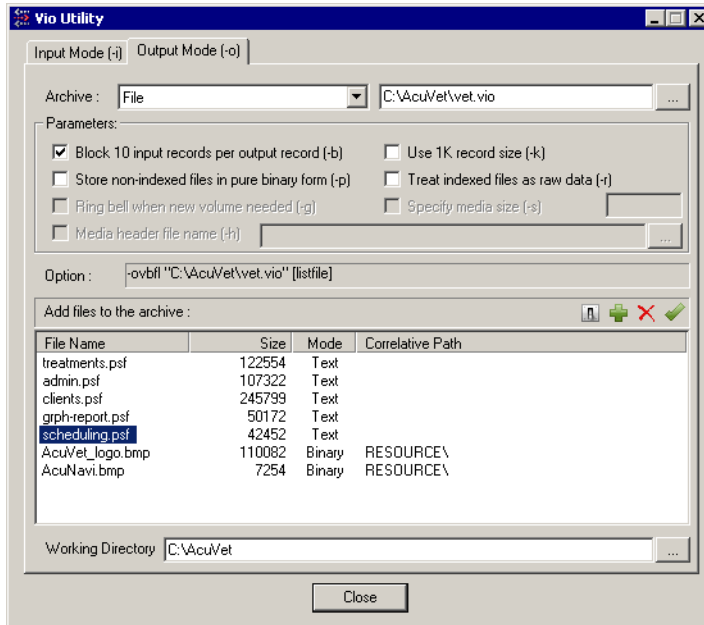 Vio Utility
Input Mode (-i) Output Mode (-o)
Archive : File C:\AcuVet\vet.vio ...
Parameters:
Block 10 input records per output record (-b) Use 1K record size (-k)
Store non-indexed files in pure binary form (-p) Treat indexed files as raw data (-r)
Ring bell when new volume needed (-g) Specify media size (-s)
Media header file name (-h) ...
Option : -ovbfl "C:\AcuVet\vet.vio" [listfile]
Add files to the archive :
File Name Size Mode Correlative Path
treatments.psf 122554 Text
admin.psf 107322 Text
clients.psf 245799 Text
grph-report.psf 50172 Text
scheduling.psf 42452 Text
AcuVet_logo.bmp 110082 Binary RESOURCE\
AcuNavi.bmp 7254 Binary RESOURCE\
Working Directory C:\AcuVet ...
Close